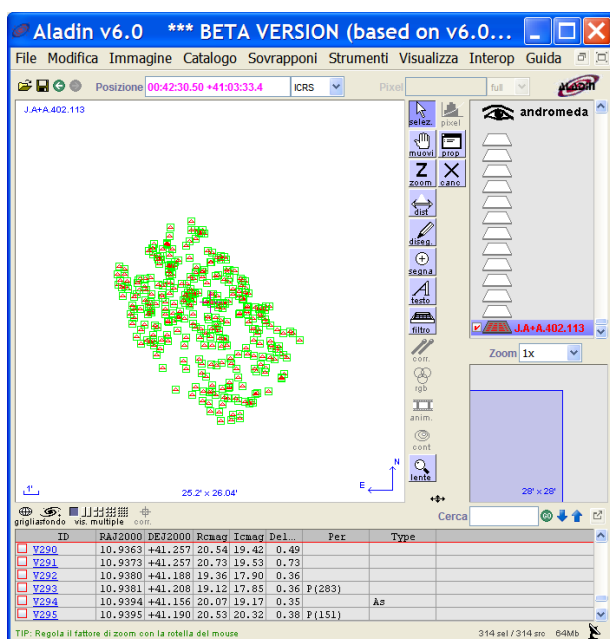 Aladin v6.0 *** BETA VERSION (based on v6.0...
File Modifica Immagine Catalogo Sovrapponi Strumenti Visualizza Interop Guida
Posizione 00:42:30.50 +41:03:33.4 ICRS Pixel full Aladin
J.A+A.402.113
selez. pixel
muovi prop
zoom canc
dist
diseg.
segna
testo
filtro
corr.
rgb
anim.
cont
lente
andromeda
J.A+A.402.113
Zoom 1x
28' x 28'
N
E
1'
25.2' x 26.04'
griglia sfondo vis. multiple corr.
Cerca
GO
ID RAJ2000 DEJ2000 Rcmag Icmag Del... Per Type
V290 10.9363 +41.257 20.54 19.42 0.49
V291 10.9373 +41.257 20.73 19.53 0.73
V292 10.9380 +41.188 19.36 17.90 0.36
V293 10.9381 +41.208 19.12 17.85 0.36 P(283)
V294 10.9394 +41.156 20.07 19.17 0.35 As
V295 10.9395 +41.190 20.53 20.32 0.38 P(151)
TIP: Regola il fattore di zoom con la rotella del mouse
314 sel / 314 src 64Mb